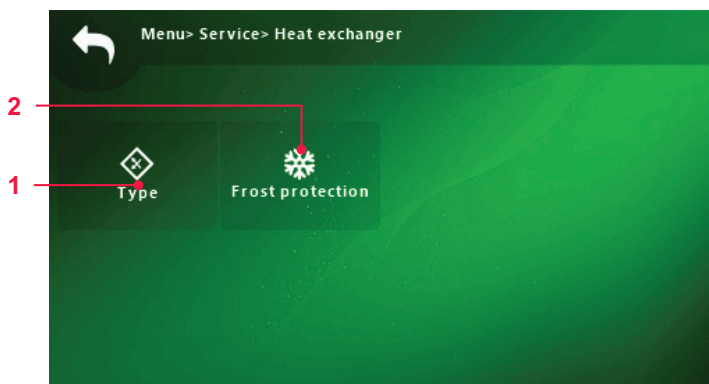 Menu> Service> Heat exchanger
2
1
Type
Frost protection